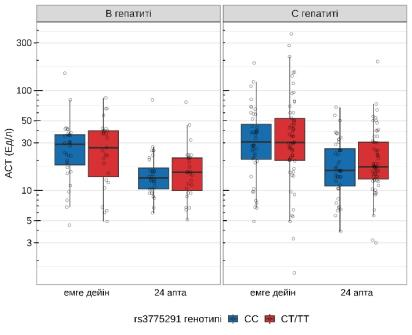 В гепатиті
С гепатиті
АСТ (Ед/л)
300
100
50
30
10
5
3
емге дейін
24 апта
емге дейін
24 апта
rs3775291 генотипі
CC
CT/TT